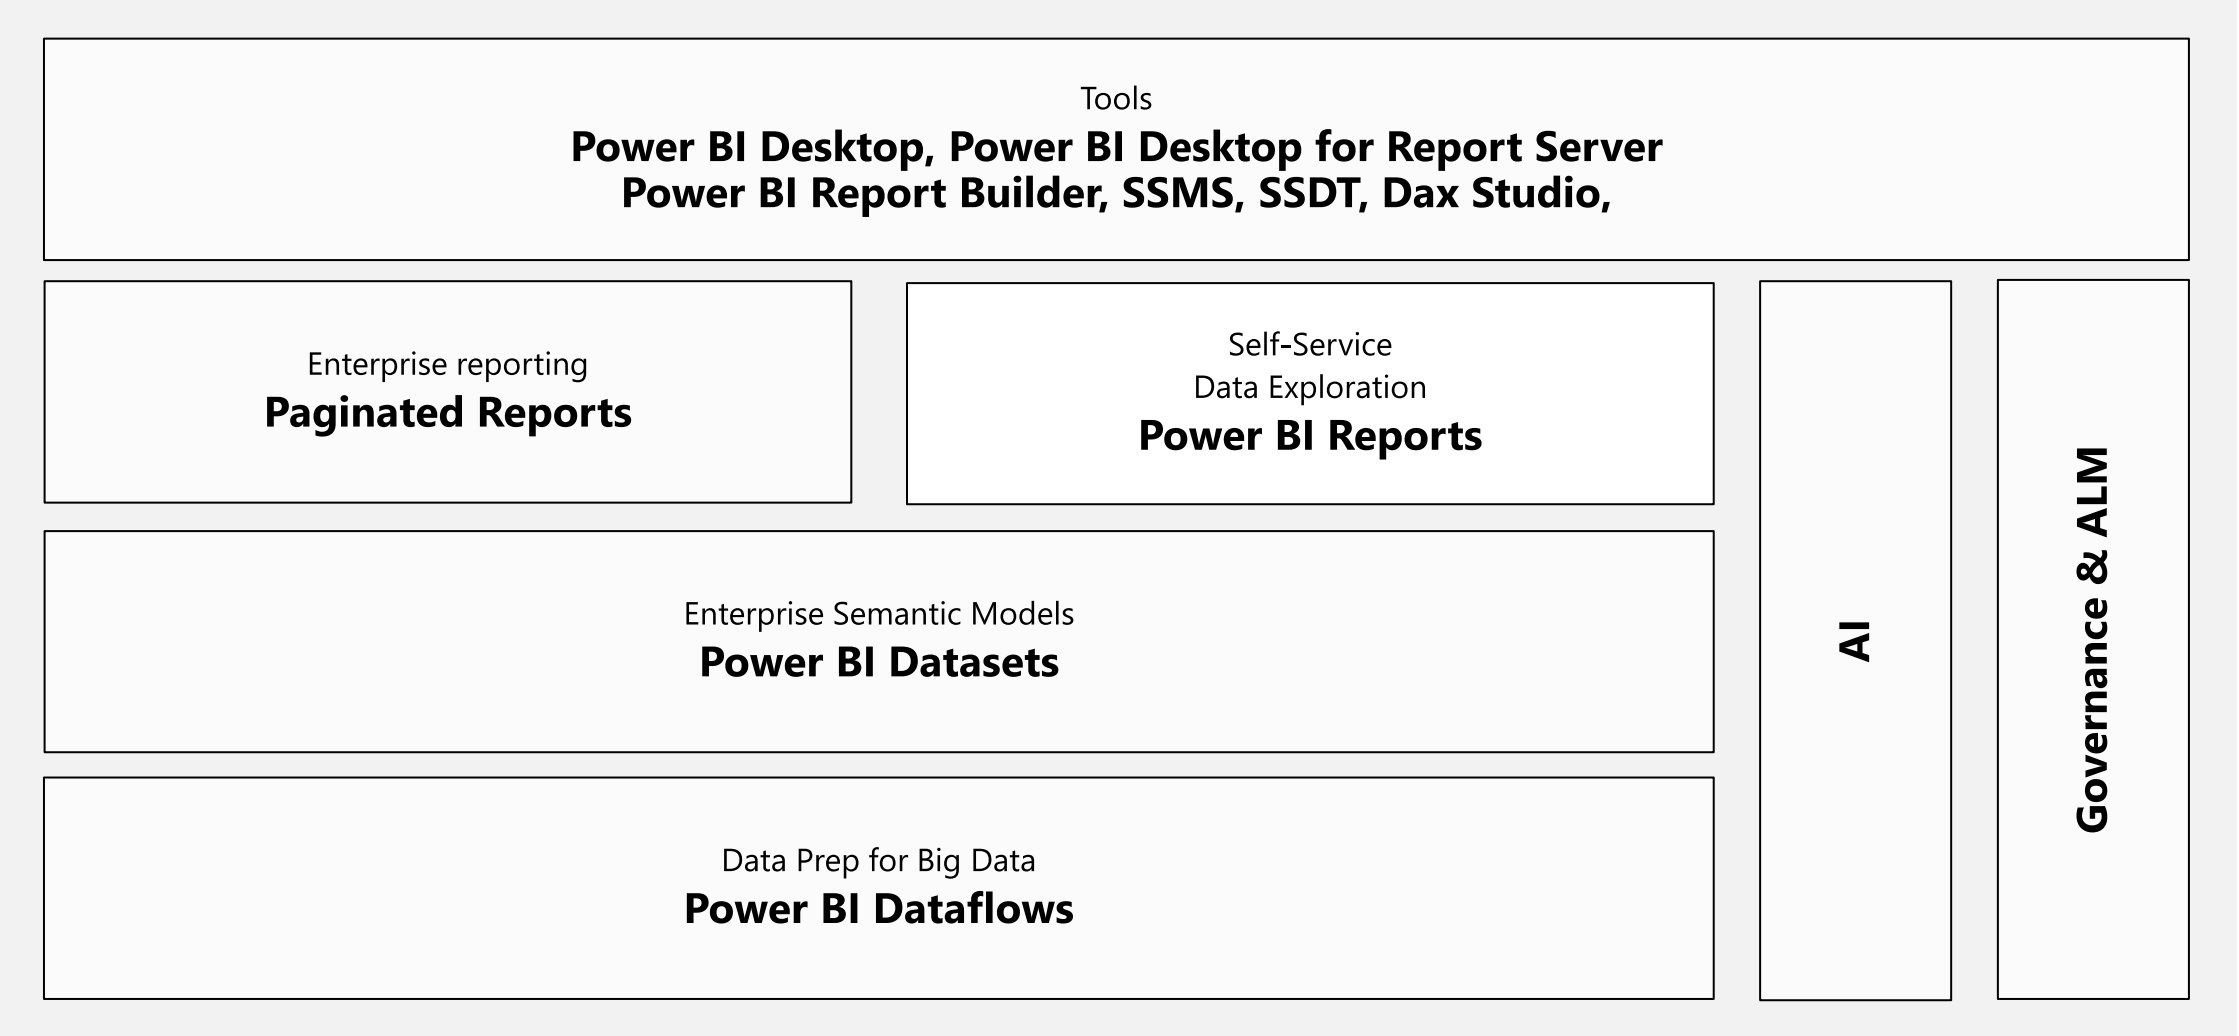 Tools
Power BI Desktop, Power BI Desktop for Report Server
Power BI Report Builder, SSMS, SSDT, Dax Studio,
Enterprise reporting
Paginated Reports
Self-Service
Data Exploration
Power BI Reports
Enterprise Semantic Models
Power BI Datasets
Data Prep for Big Data
Power BI Dataflows
AI
Governance & ALM